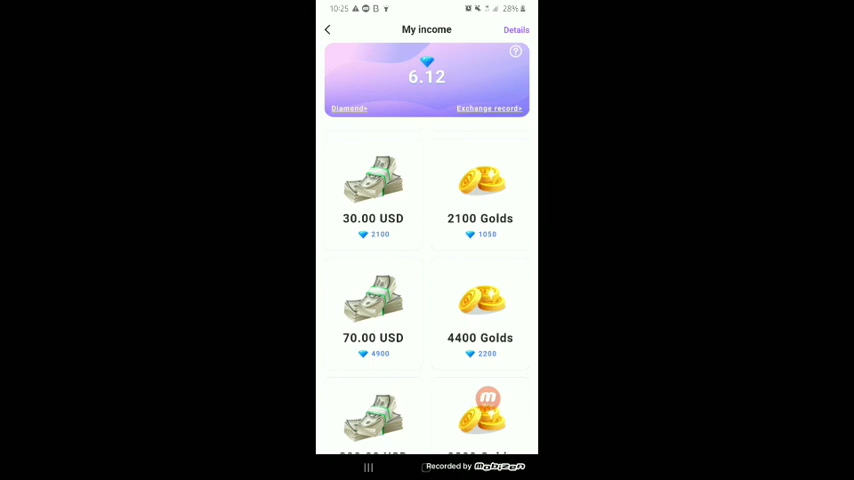 10:25
28%
My income
Details
6.12
Diamond>
Exchange record>
30.00 USD
2100 Golds
2100
1050
70.00 USD
4400 Golds
4900
2200
Recorded by mobizen